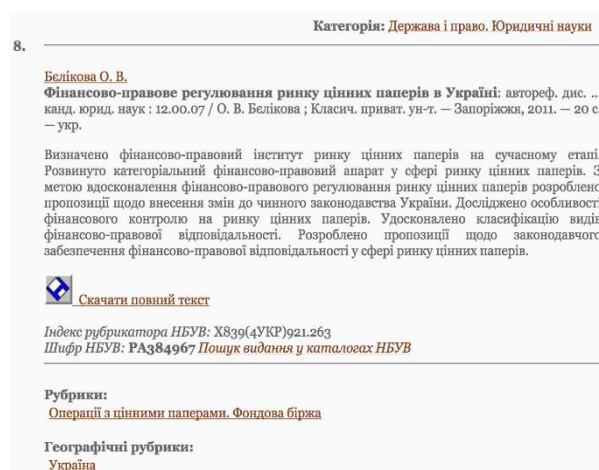 Категорія: Держава і право. Юридичні науки
8.
Бєлікова О. В.
Фінансово-правове регулювання ринку цінних паперів в Україні: автореф. дис. ...
канд. юрид. наук : 12.00.07 / О. В. Бєлікова ; Класич. приват. ун-т. — Запоріжжя, 2011. — 20 с.
— укр.
Визначено фінансово-правовий інститут ринку цінних паперів на сучасному етапі.
Розвинуто категоріальний фінансово-правовий апарат у сфері ринку цінних паперів. З
метою вдосконалення фінансово-правового регулювання ринку цінних паперів розроблено
пропозиції щодо внесення змін до чинного законодавства України. Досліджено особливості
фінансового контролю на ринку цінних паперів. Удосконалено класифікацію видів
фінансово-правової відповідальності. Розроблено пропозиції щодо законодавчого
забезпечення фінансово-правової відповідальності у сфері ринку цінних паперів.
Скачати повний текст
Індекс рубрикатора НБУВ: Х839(4УКР)921.263
Шифр НБУВ: РА384967 Пошук видання у каталогах НБУВ
Рубрики:
Операції з цінними паперами. Фондова біржа
Географічні рубрики:
Україна